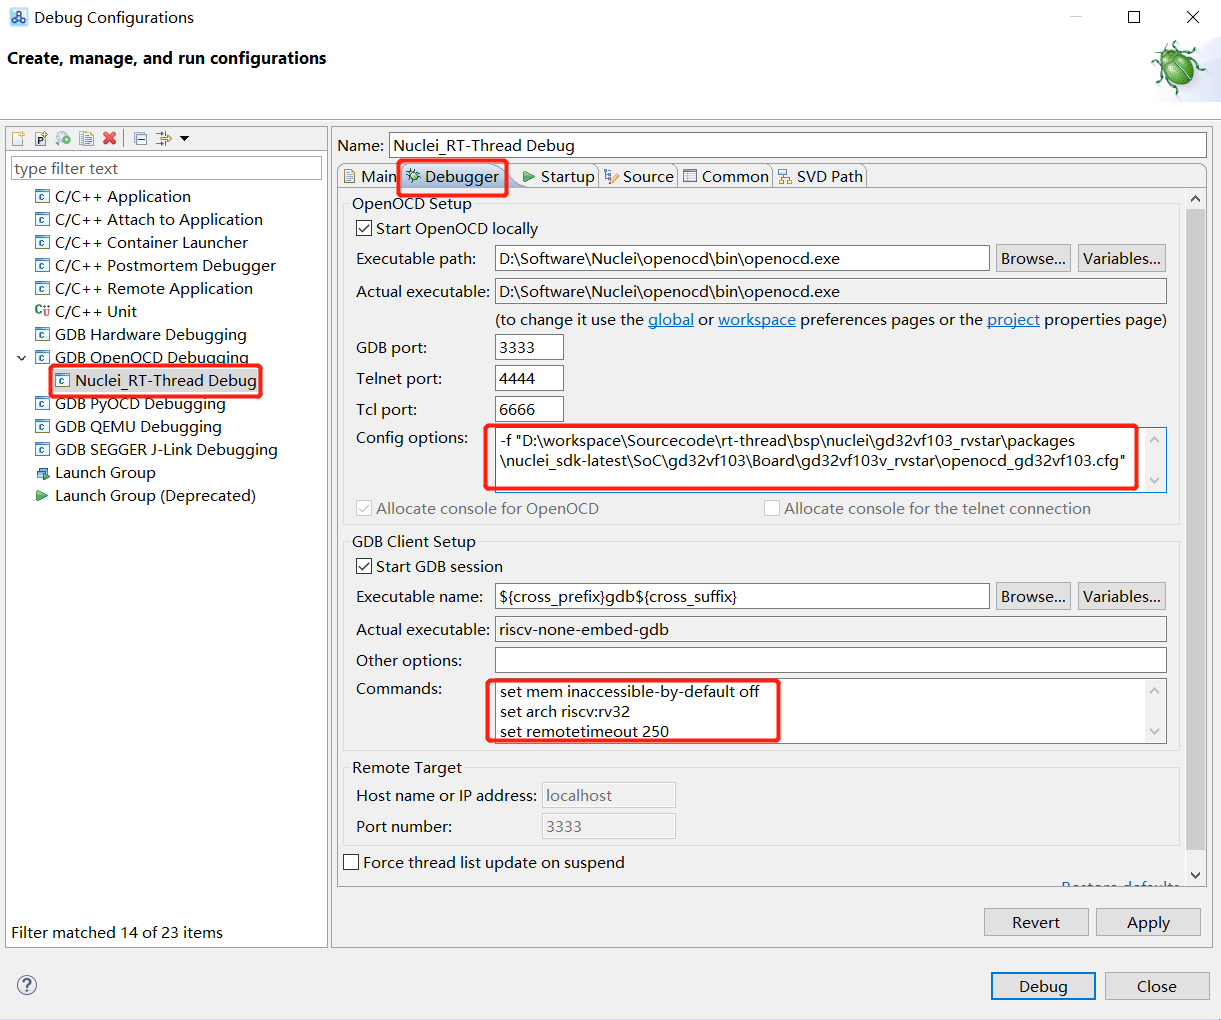 Debug Configurations
Create, manage, and run configurations
type filter text
C/C++ Application
C/C++ Attach to Application
C/C++ Container Launcher
C/C++ Postmortem Debugger
C/C++ Remote Application
C/C++ Unit
GDB Hardware Debugging
GDB OpenOCD Debugging
Nuclei_RT-Thread Debug
GDB PyOCD Debugging
GDB QEMU Debugging
GDB SEGGER J-Link Debugging
Launch Group
Launch Group (Deprecated)
Filter matched 14 of 23 items
Name: Nuclei_RT-Thread Debug
Main Debugger Startup Source Common SVD Path
OpenOCD Setup
Start OpenOCD locally
Executable path: D:\Software\Nuclei\openocd\bin\openocd.exe Browse... Variables...
Actual executable: D:\Software\Nuclei\openocd\bin\openocd.exe
(to change it use the global or workspace preferences pages or the project properties page)
GDB port: 3333
Telnet port: 4444
Tcl port: 6666
Config options: -f "D:\workspace\Sourcecode\rt-thread\bsp\nuclei\gd32vf103_rvstar\packages
\nuclei_sdk-latest\SoC\gd32vf103\Board\gd32vf103v_rvstar\openocd_gd32vf103.cfg"
Allocate console for OpenOCD Allocate console for the telnet connection
GDB Client Setup
Start GDB session
Executable name: ${cross_prefix}gdb${cross_suffix} Browse... Variables...
Actual executable: riscv-none-embed-gdb
Other options:
Commands: set mem inaccessible-by-default off
set arch riscv:rv32
set remotetimeout 250
Remote Target
Host name or IP address: localhost
Port number: 3333
Force thread list update on suspend
Restore defaults
Revert Apply
Debug Close